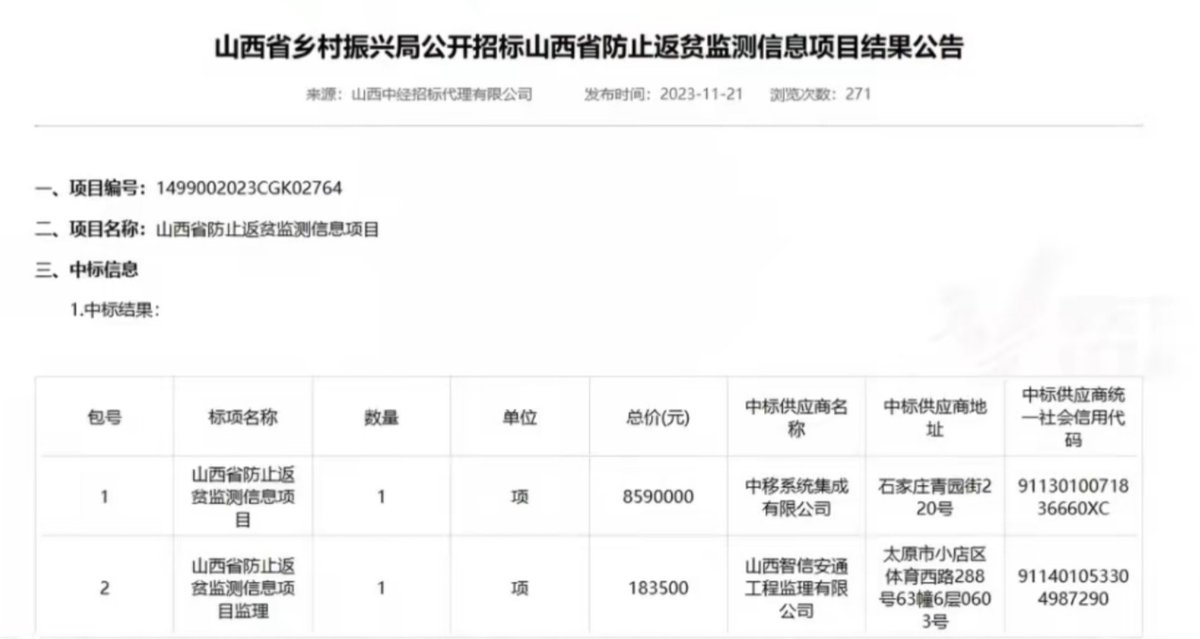 山西省乡村振兴局公开招标山西省防止返贫监测信息项目结果公告
来源：山西中经招标代理有限公司 发布时间：2023-11-21 浏览次数：271
一、项目编号：1499002023CGK02764
二、项目名称：山西省防止返贫监测信息项目
三、中标信息
1.中标结果：
包号 标项名称 数量 单位 总价(元) 中标供应商名称 中标供应商地址 中标供应商统一社会信用代码
1 山西省防止返贫监测信息项目 1 项 8590000 中移系统集成有限公司 石家庄青园街220号 9113010071836660XC
2 山西省防止返贫监测信息项目监理 1 项 183500 山西智信安通工程监理有限公司 太原市小店区体育西路288号63幢6层0603号 911401053304987290